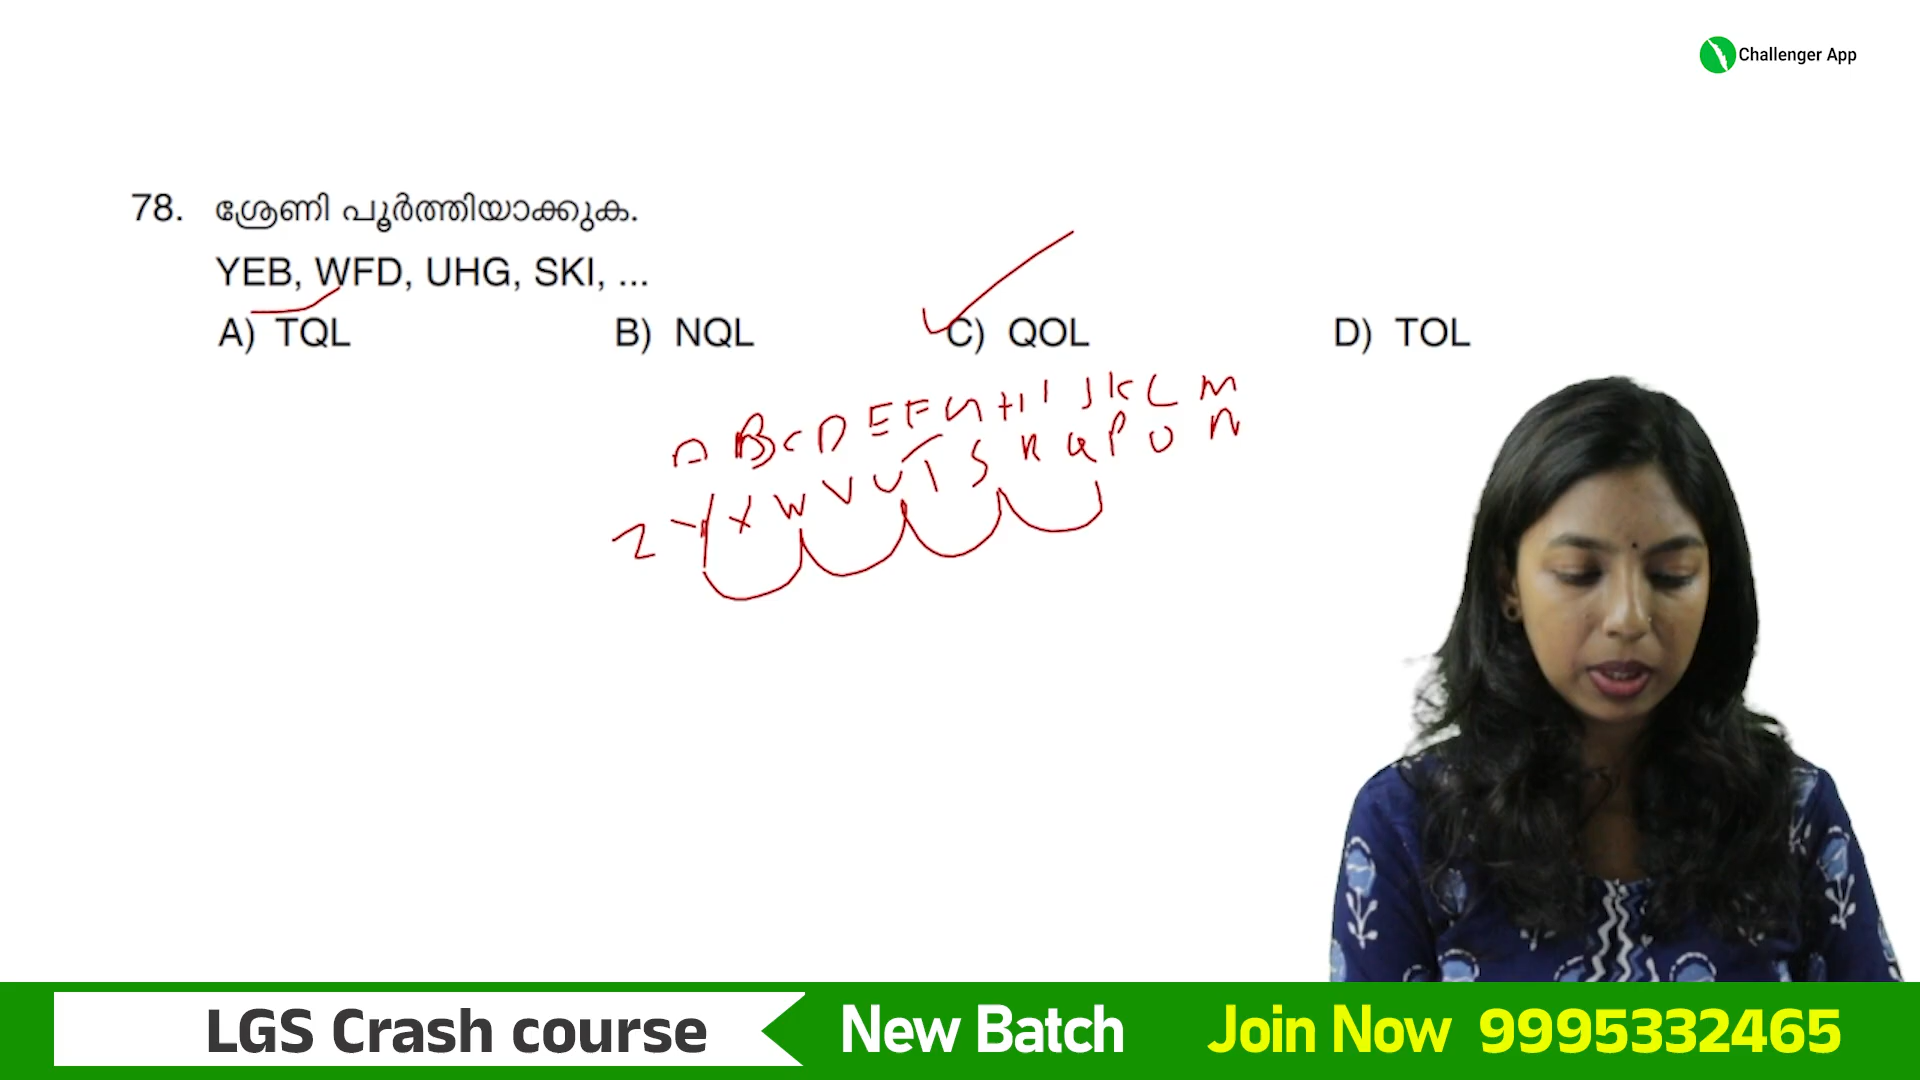 Challenger App
78. ശ്രേണി പൂർത്തിയാക്കുക.
YEB, WFD, UHG, SKI, ...
A) TQL B) NQL C) QOL D) TOL
A B C D E F G H I J K L M
Z Y X W V U T S R Q P O N
LGS Crash course New Batch Join Now 9995332465